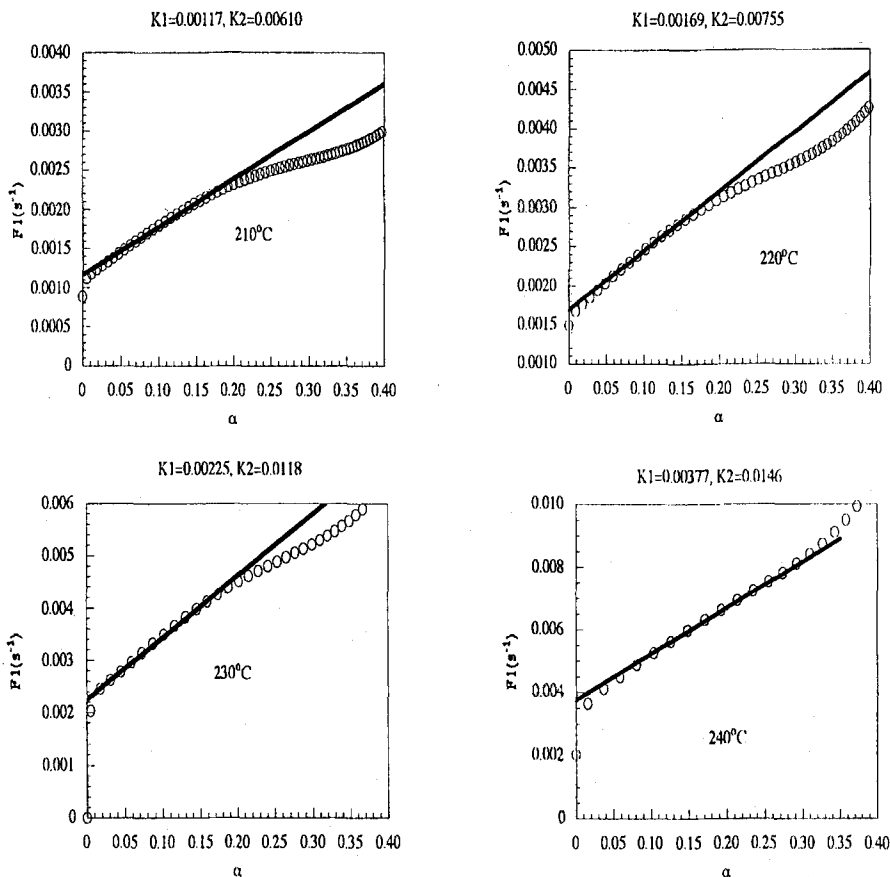 K1=0.00117, K2=0.00610
0.0040
0.0035
0.0030
0.0025
0.0020
0.0015
0.0010
0.0005
0
F1(s⁻¹)
210⁰C
0 0.05 0.10 0.15 0.20 0.25 0.30 0.35 0.40
α
K1=0.00169, K2=0.00755
0.0050
0.0045
0.0040
0.0035
0.0030
0.0025
0.0020
0.0015
0.0010
F1(s⁻¹)
220⁰C
0 0.05 0.10 0.15 0.20 0.25 0.30 0.35 0.40
α
K1=0.00225, K2=0.0118
0.006
0.005
0.004
0.003
0.002
0.001
0
F1(s⁻¹)
230⁰C
0 0.05 0.10 0.15 0.20 0.25 0.30 0.35 0.40
α
K1=0.00377, K2=0.0146
0.010
0.008
0.006
0.004
0.002
0
F1(s⁻¹)
240⁰C
0 0.05 0.10 0.15 0.20 0.25 0.30 0.35 0.40
α